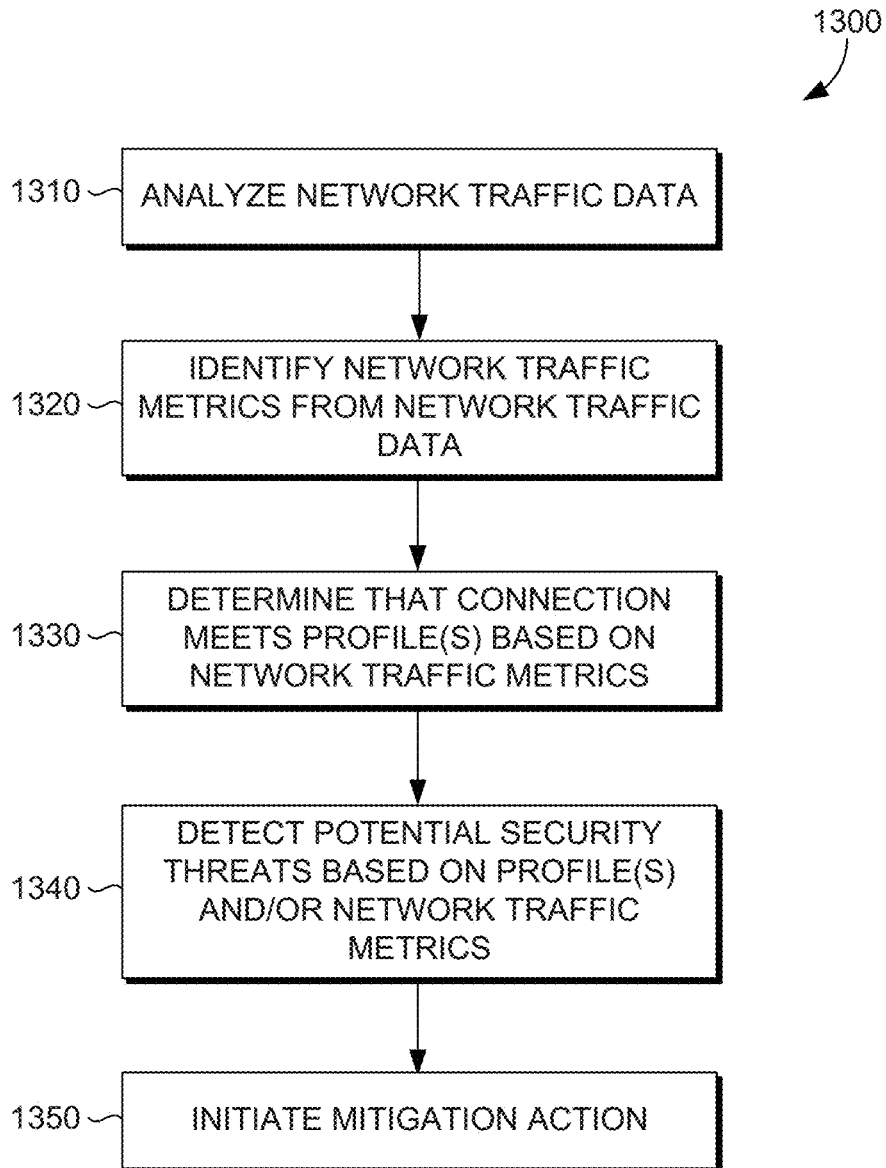 1300
1310
ANALYZE NETWORK TRAFFIC DATA
1320
IDENTIFY NETWORK TRAFFIC
METRICS FROM NETWORK TRAFFIC
DATA
1330
DETERMINE THAT CONNECTION
MEETS PROFILE(S) BASED ON
NETWORK TRAFFIC METRICS
1340
DETECT POTENTIAL SECURITY
THREATS BASED ON PROFILE(S)
AND/OR NETWORK TRAFFIC
METRICS
1350
INITIATE MITIGATION ACTION